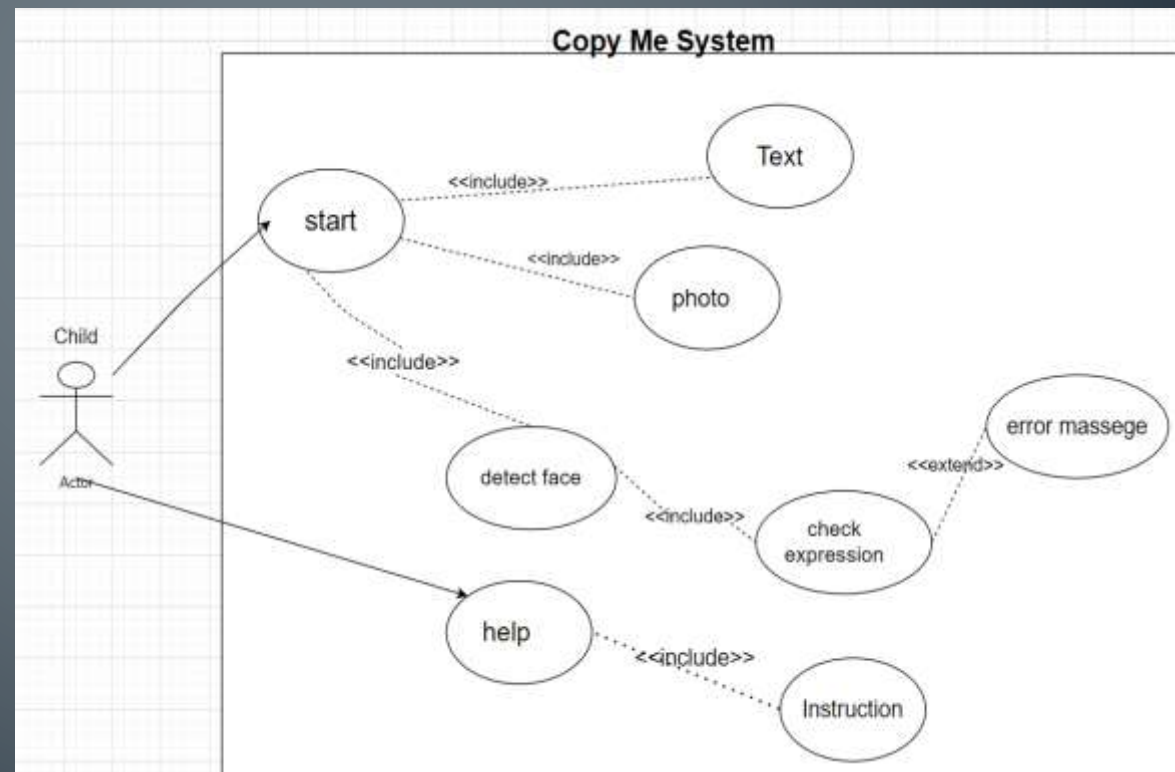 Copy Me System
Text
<<include>>
start
<<include>>
photo
Child
<<include>>
error massege
<<extend>>
detect face
Actor
<<include>>
check
expression
help
<<include>>
Instruction